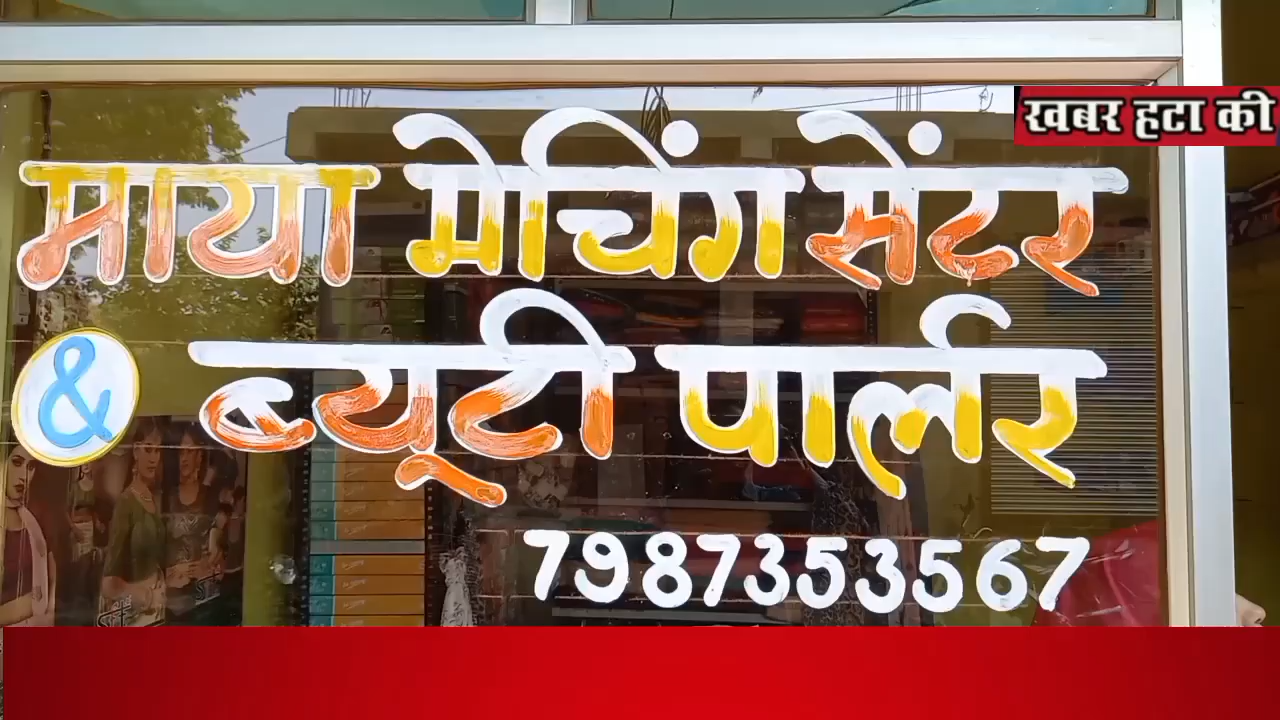 खबर हटा की
माया मेचिंग सेंटर
& ब्यूटी पार्लर
7987353567